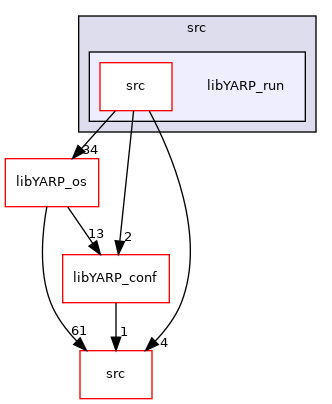 src
src
libYARP_run
34
libYARP_os
13
2
libYARP_conf
61
1
4
src